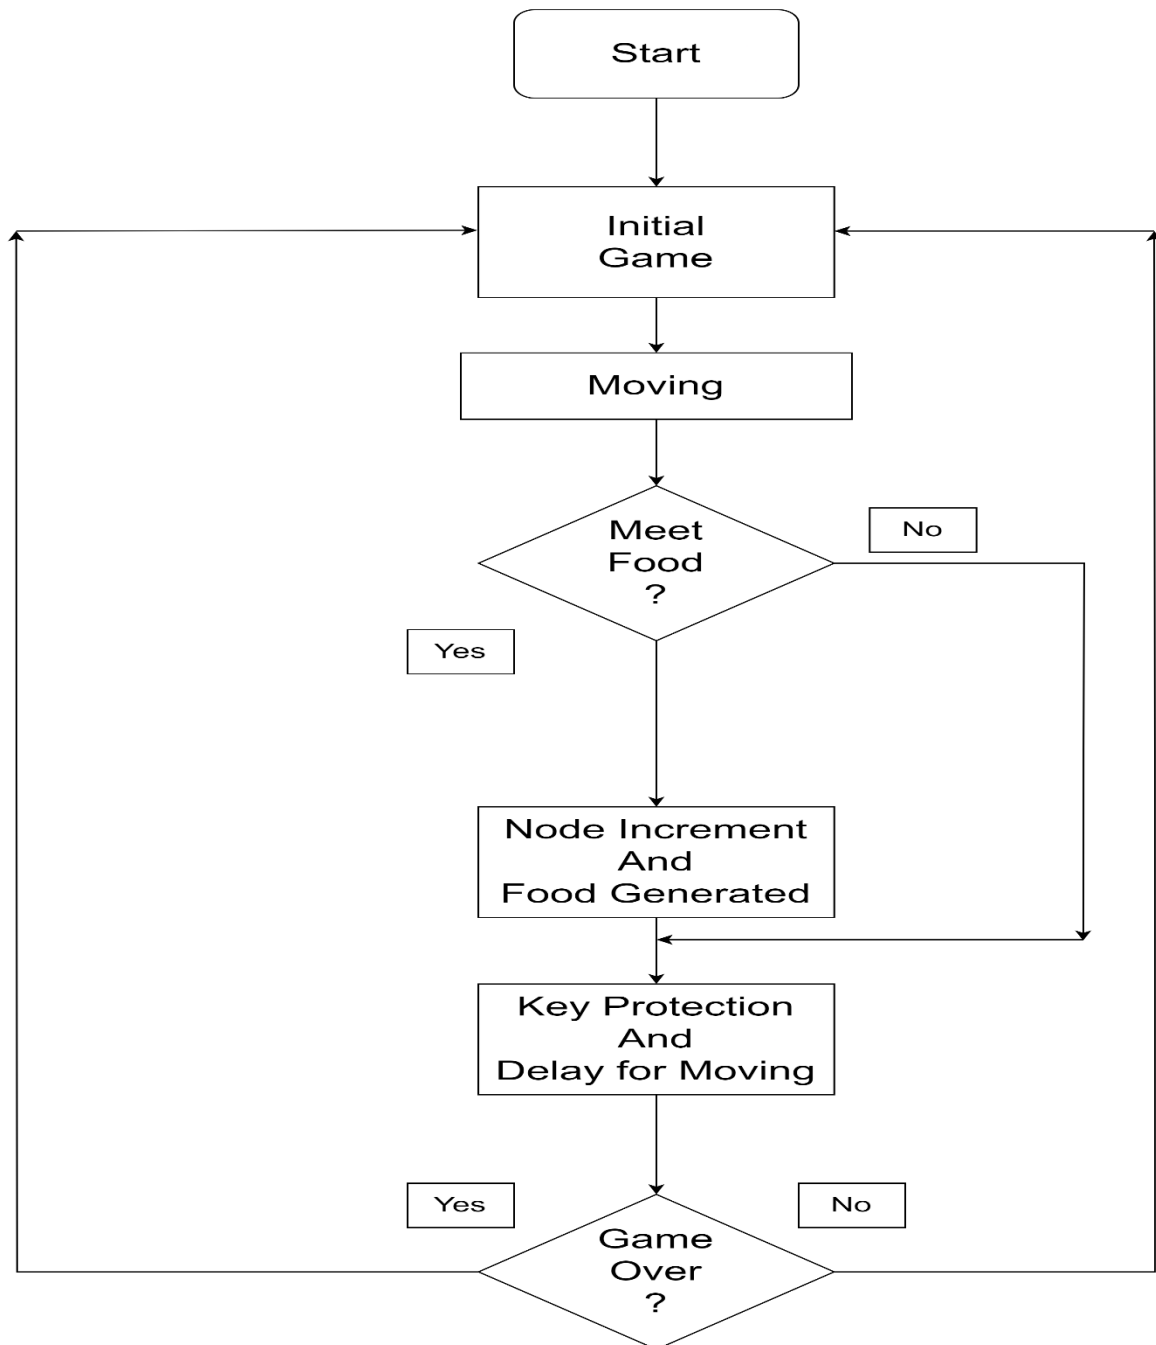 Start
Initial
Game
Moving
Meet
Food
?
No
Yes
Node Increment
And
Food Generated
Key Protection
And
Delay for Moving
Yes
No
Game
Over
?